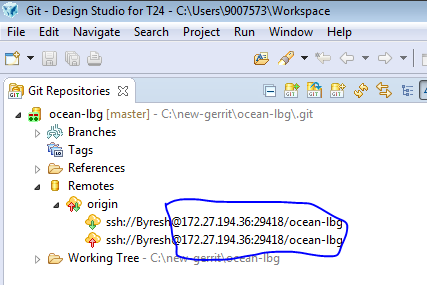 Git - Design Studio for T24 - C:\Users\9007573\Workspace
File Edit Navigate Search Project Run Window Help
Git Repositories
ocean-lbg [master] - C:\new-gerrit\ocean-lbg\.git
Branches
Tags
References
Remotes
origin
ssh://Byresh@172.27.194.36:29418/ocean-lbg
ssh://Byresh@172.27.194.36:29418/ocean-lbg
Working Tree - C:\new-gerrit\ocean-lbg